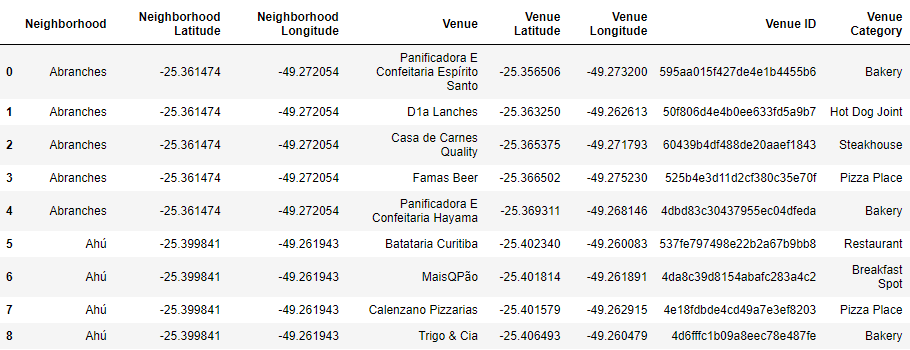 Neighborhood Neighborhood Latitude Neighborhood Longitude Venue Venue Latitude Venue Longitude Venue ID Venue Category
0 Abranches -25.361474 -49.272054 Panificadora E Confeitaria Espírito Santo -25.356506 -49.273200 595aa015f427de4e1b4455b6 Bakery
1 Abranches -25.361474 -49.272054 D1a Lanches -25.363250 -49.262613 50f806d4e4b0ee633fd5a9b7 Hot Dog Joint
2 Abranches -25.361474 -49.272054 Casa de Carnes Quality -25.365375 -49.271793 60439b4df488de20aaef1843 Steakhouse
3 Abranches -25.361474 -49.272054 Famas Beer -25.366502 -49.275230 525b4e3d11d2cf380c35e70f Pizza Place
4 Abranches -25.361474 -49.272054 Panificadora E Confeitaria Hayama -25.369311 -49.268146 4dbd83c30437955ec04dfeda Bakery
5 Ahú -25.399841 -49.261943 Batataria Curitiba -25.402340 -49.260083 537fe797498e22b2a67b9bb8 Restaurant
6 Ahú -25.399841 -49.261943 MaisQPão -25.401814 -49.261891 4da8c39d8154abafc283a4c2 Breakfast Spot
7 Ahú -25.399841 -49.261943 Calenzano Pizzarias -25.401579 -49.262915 4e18fdbde4cd49a7e3ef8203 Pizza Place
8 Ahú -25.399841 -49.261943 Trigo & Cia -25.406493 -49.260479 4d6fffc1b09a8eec78e487fe Bakery